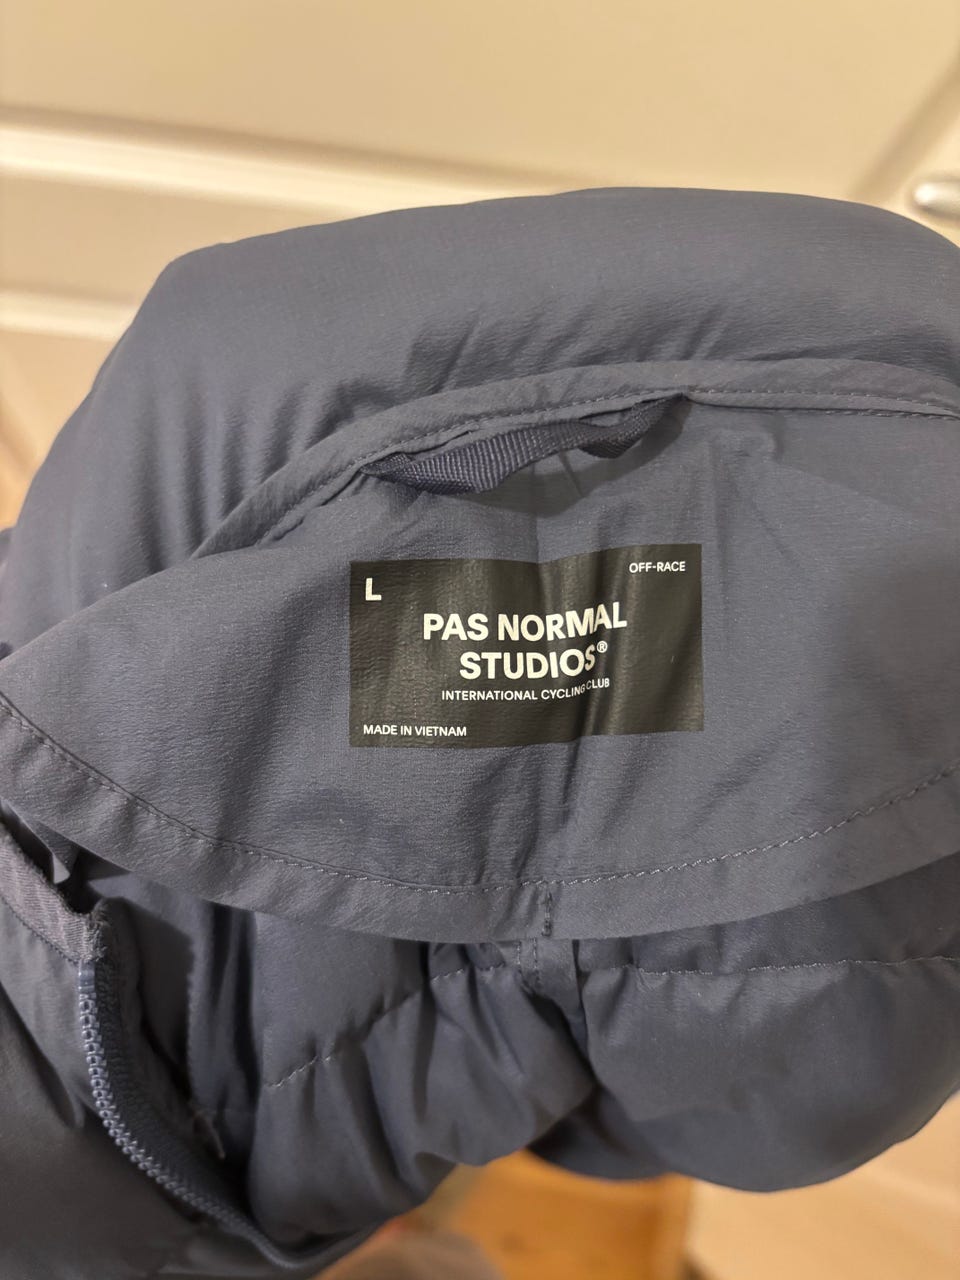 L
OFF-RACE
PAS NORMAL
STUDIOS®
INTERNATIONAL CYCLING CLUB
MADE IN VIETNAM